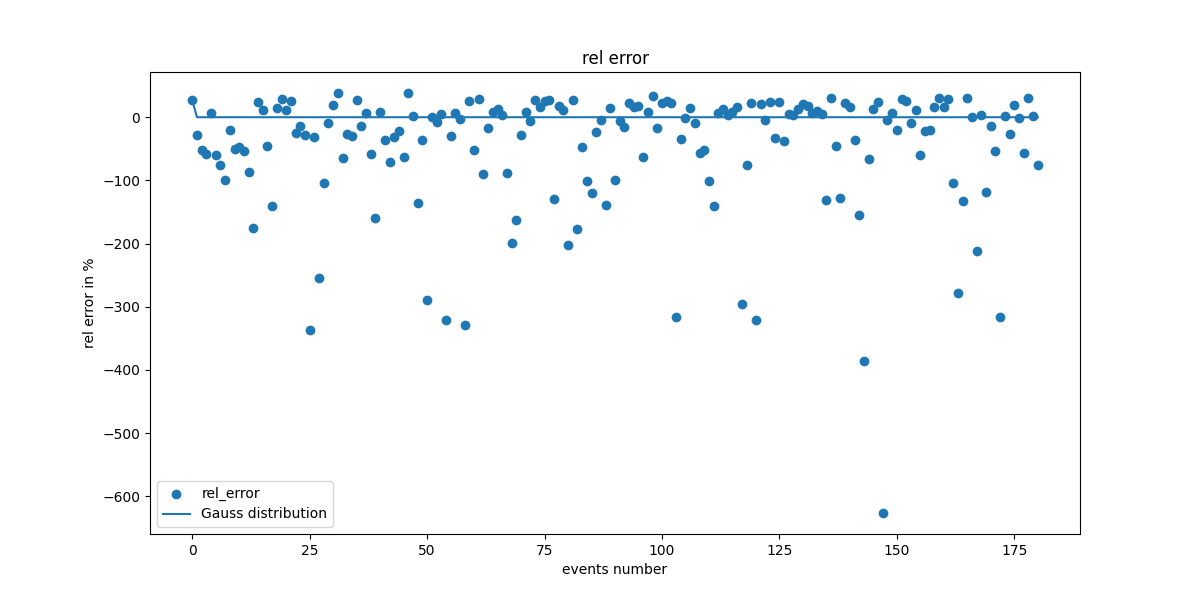 rel error
rel error in %
0
−100
−200
−300
−400
−500
−600
rel_error
Gauss distribution
0 25 50 75 100 125 150 175
events number